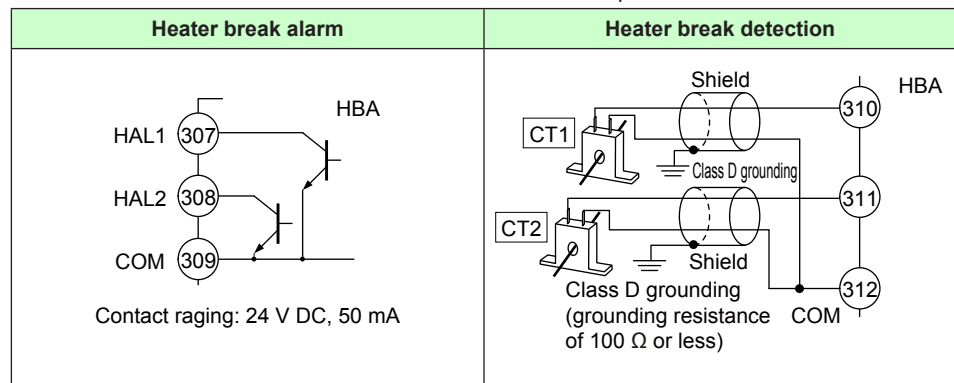 Heater break alarm
Heater break detection
HBA
HAL1 307
HAL2 308
COM 309
Contact raging: 24 V DC, 50 mA
Shield
HBA
310
CT1
Class D grounding
311
CT2
Shield
Class D grounding
(grounding resistance
of 100 Ω or less)
COM
312